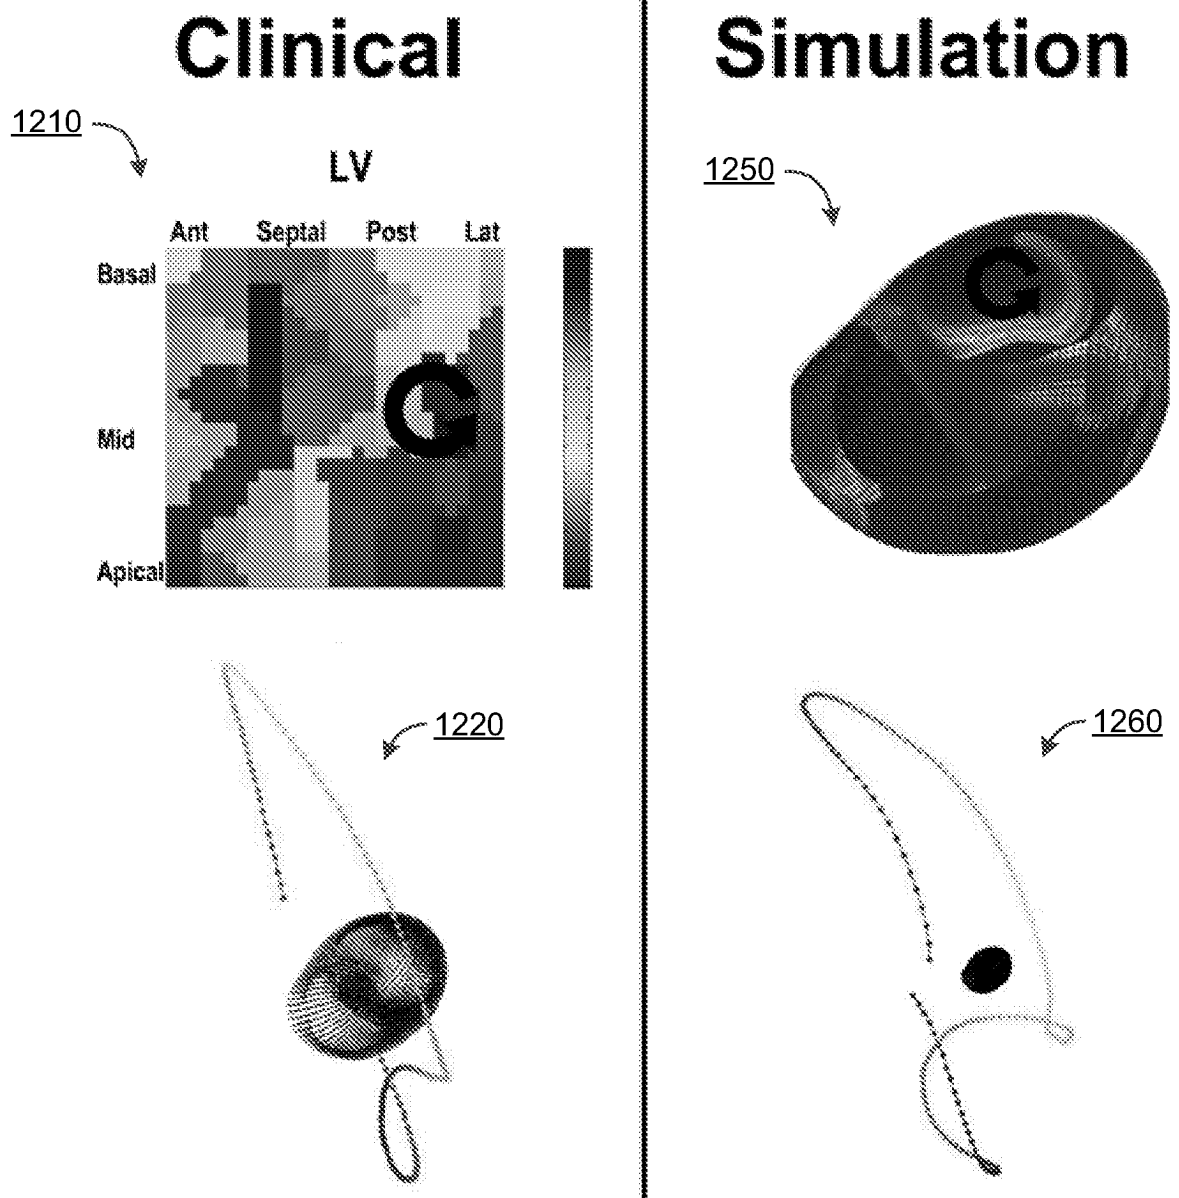 Clinical
1210
LV
Ant Septal Post Lat
Basal
Mid
Apical
1220
Simulation
1250
1260